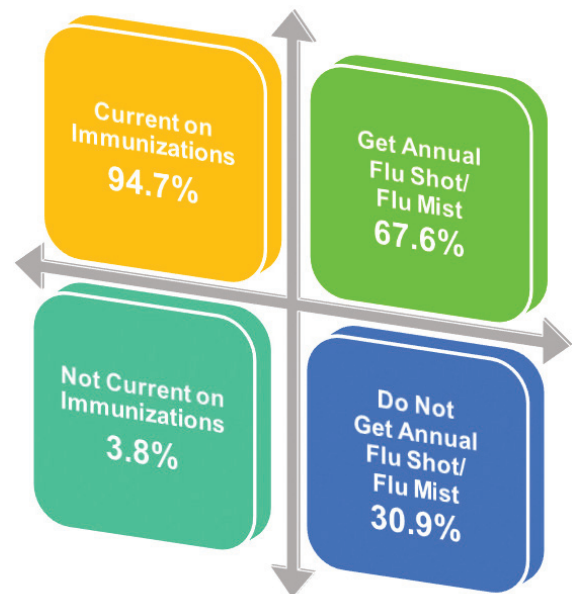 Current on
Immunizations
94.7%
Get Annual
Flu Shot/
Flu Mist
67.6%
Not Current on
Immunizations
3.8%
Do Not
Get Annual
Flu Shot/
Flu Mist
30.9%